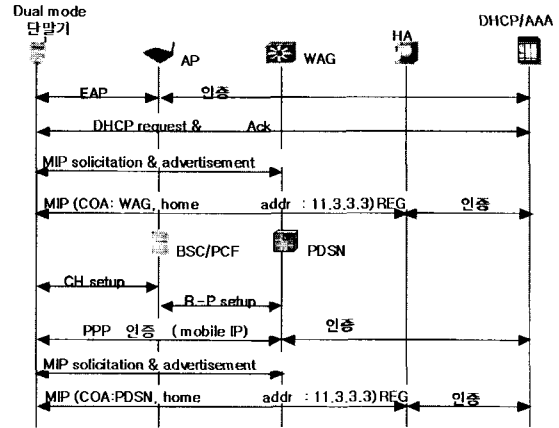 Dual mode
단말기
AP
WAG
HA
DHCP/AAA
EAP
인증
DHCP request & Ack
MIP solicitation & advertisement
MIP (COA: WAG, home addr : 11.3.3.3) REG
인증
BSC/PCF
PDSN
CH setup
R-P setup
PPP 인증 (mobile IP)
인증
MIP solicitation & advertisement
MIP (COA:PDSN, home addr : 11.3.3.3) REG
인증